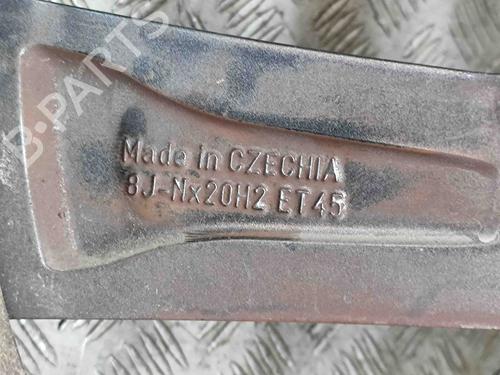 B-PARTS
Made in CZECHIA
8J-Nx20H2 ET45